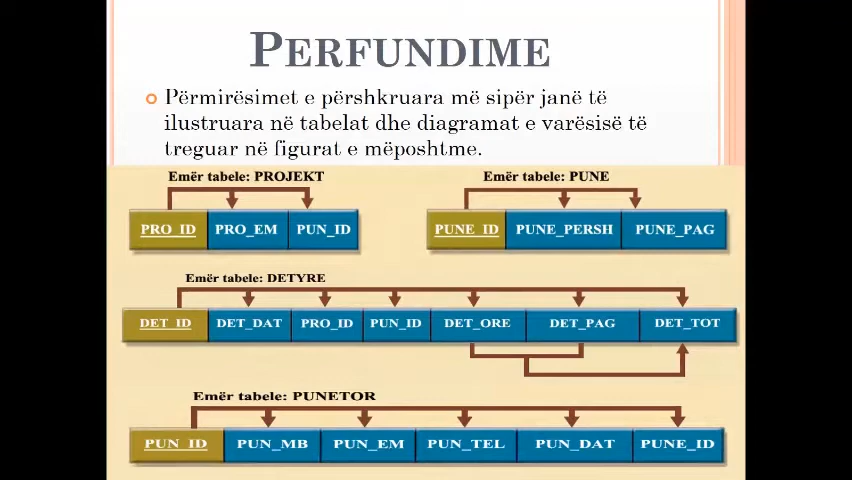 PERFUNDIME
Përmirësimet e përshkruara më sipër janë të
ilustruara në tabelat dhe diagramat e varësisë të
treguar në figurat e mëposhtme.
Emër tabele: PROJEKT
PRO_ID PRO_EM PUN_ID
Emër tabele: PUNE
PUNE_ID PUNE_PERSH PUNE_PAG
Emër tabele: DETYRE
DET_ID DET_DAT PRO_ID PUN_ID DET_ORE DET_PAG DET_TOT
Emër tabele: PUNETOR
PUN_ID PUN_MB PUN_EM PUN_TEL PUN_DAT PUNE_ID